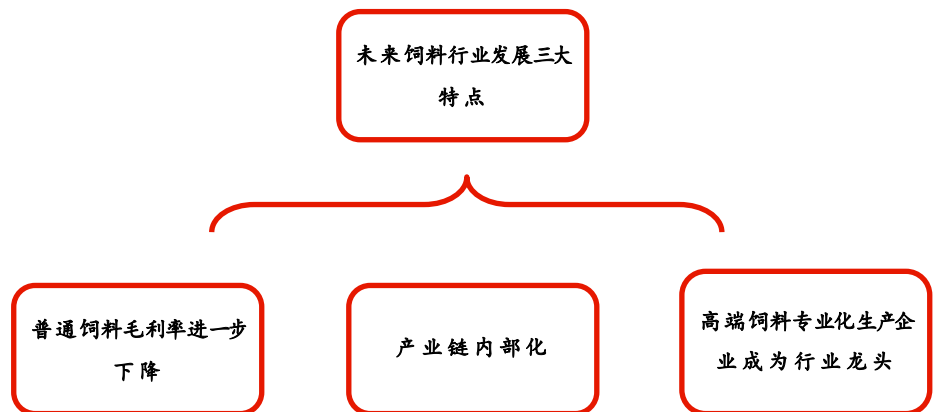 未来饲料行业发展三大
特点
普通饲料毛利率进一步
下降
产业链内部化
高端饲料专业化生产企
业成为行业龙头